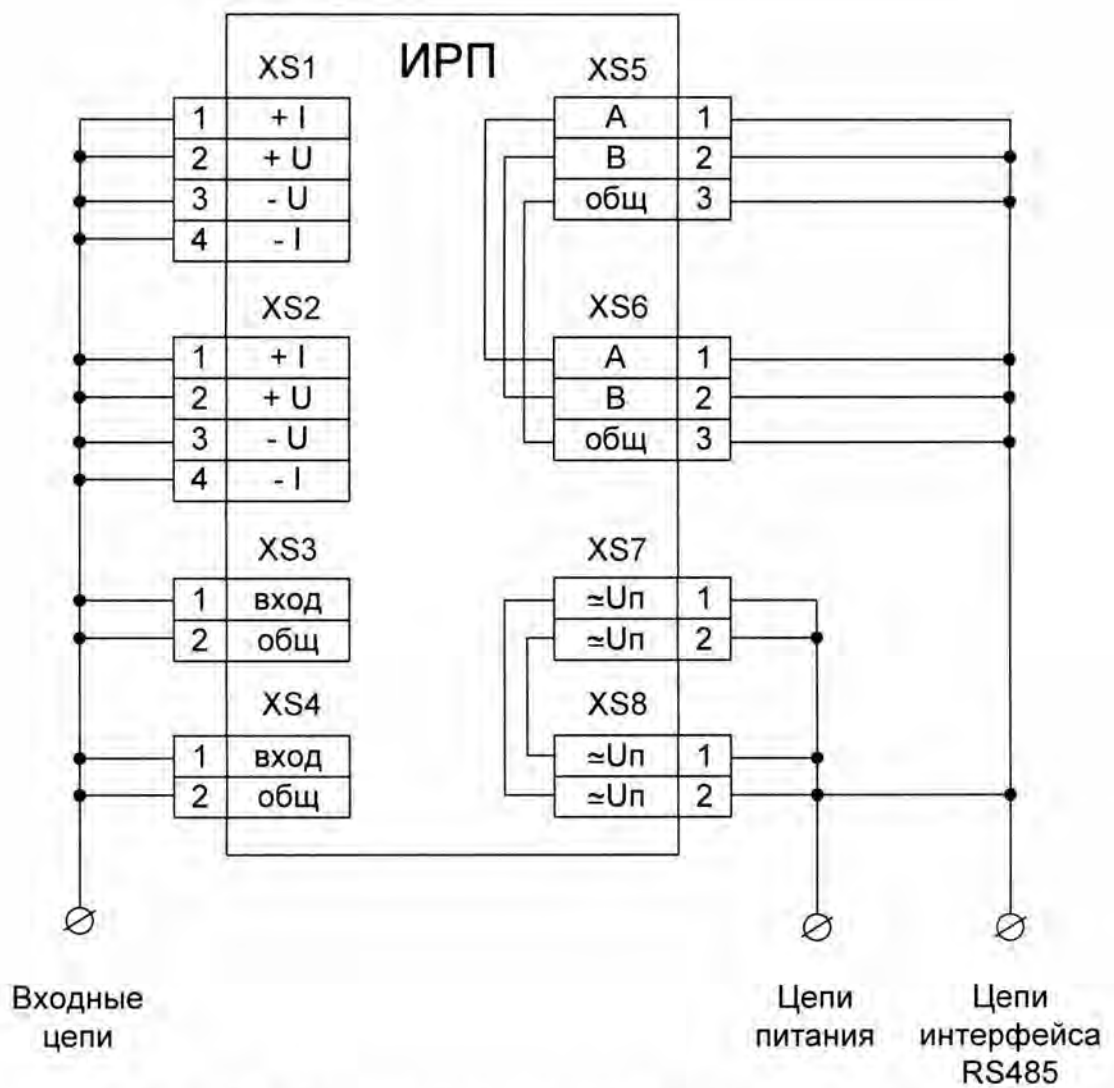 ИРП
XS1
1 + I
2 + U
3 - U
4 - I
XS2
1 + I
2 + U
3 - U
4 - I
XS3
1 вход
2 общ
XS4
1 вход
2 общ
XS5
A 1
B 2
общ 3
XS6
A 1
B 2
общ 3
XS7
≃Uп 1
≃Uп 2
XS8
≃Uп 1
≃Uп 2
Входные
цепи
Цепи
питания
Цепи
интерфейса
RS485